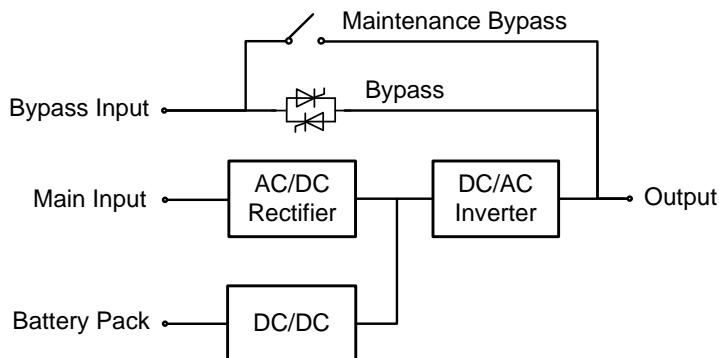 Maintenance Bypass
Bypass Input
Bypass
Main Input
AC/DC
Rectifier
DC/AC
Inverter
Output
Battery Pack
DC/DC